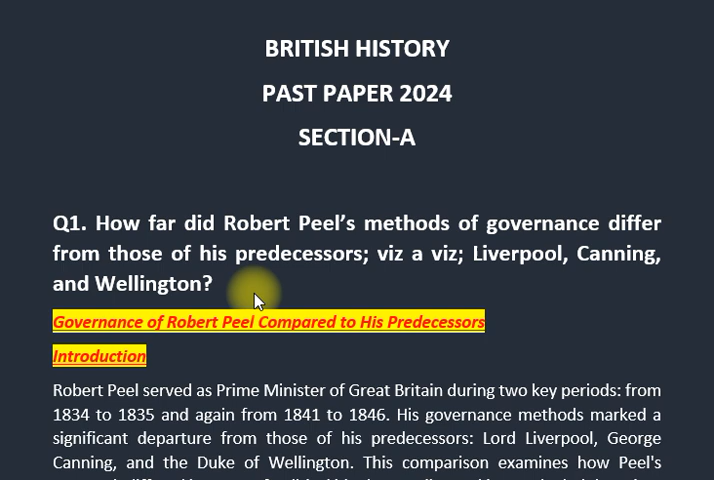 BRITISH HISTORY
PAST PAPER 2024
SECTION-A
Q1. How far did Robert Peel’s methods of governance differ
from those of his predecessors; viz a viz; Liverpool, Canning,
and Wellington?
Governance of Robert Peel Compared to His Predecessors
Introduction
Robert Peel served as Prime Minister of Great Britain during two key periods: from
1834 to 1835 and again from 1841 to 1846. His governance methods marked a
significant departure from those of his predecessors: Lord Liverpool, George
Canning, and the Duke of Wellington. This comparison examines how Peel's